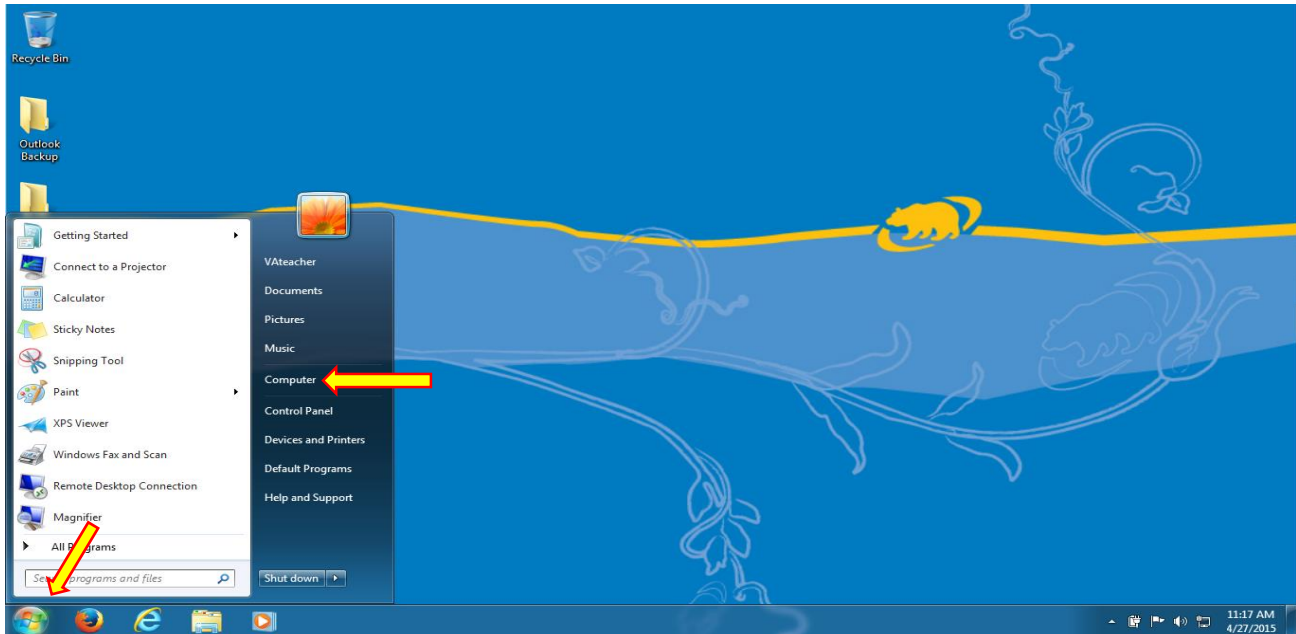 Recycle Bin
Outlook
Backup
Getting Started
Connect to a Projector
Calculator
Sticky Notes
Snipping Tool
Paint
XPS Viewer
Windows Fax and Scan
Remote Desktop Connection
Magnifier
All Programs
programs and files
VAteacher
Documents
Pictures
Music
Computer
Control Panel
Devices and Printers
Default Programs
Help and Support
Shut down
11:17 AM
4/27/2015